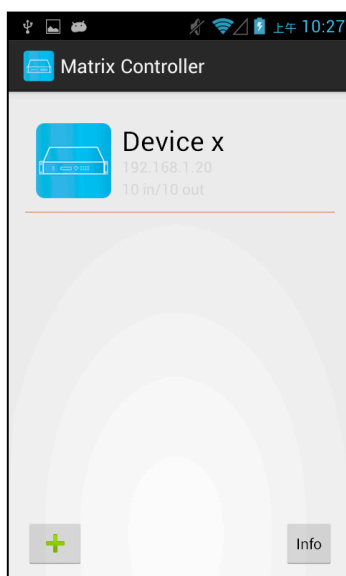 上午 10:27
Matrix Controller
Device x
192.168.1.20
10 in/10 out
Info